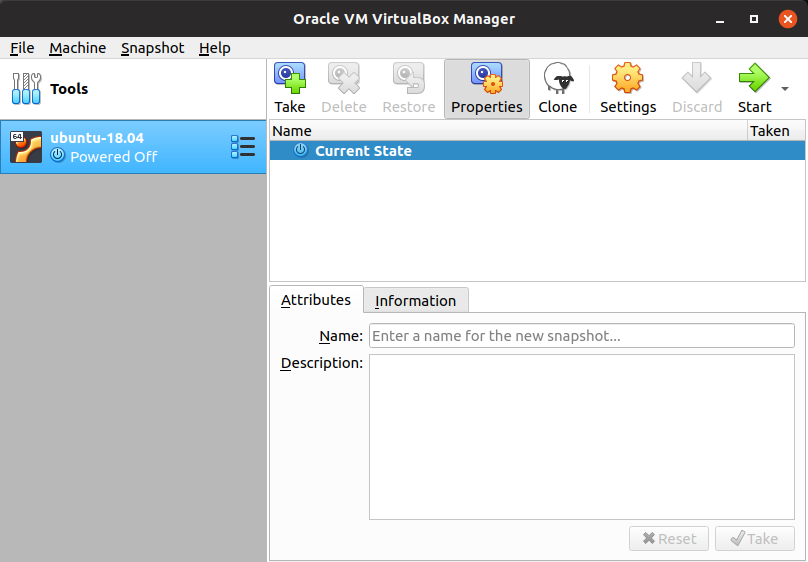 Oracle VM VirtualBox Manager
File Machine Snapshot Help
Tools
Take Delete Restore Properties Clone Settings Discard Start
64
ubuntu-18.04
Powered Off
Name Taken
Current State
Attributes Information
Name: Enter a name for the new snapshot...
Description:
Reset Take